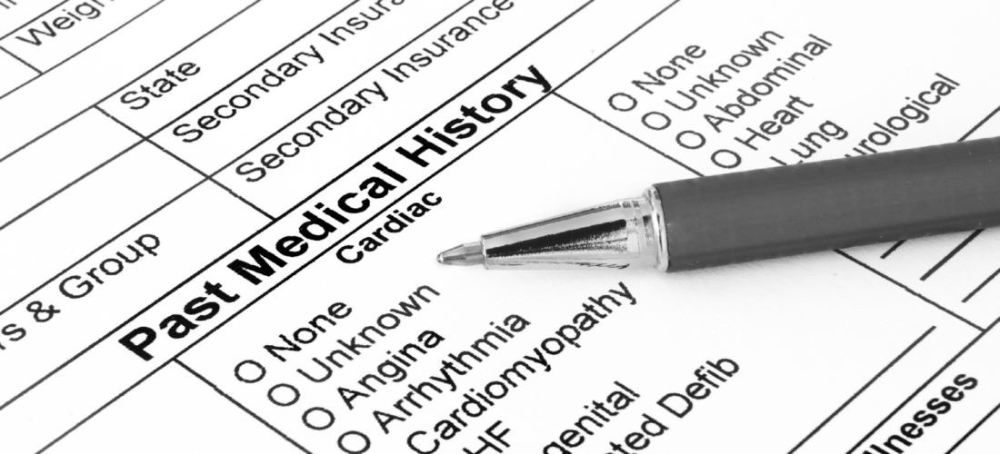 Weigh
State
Secondary Insura
Secondary Insurance
s & Group
Past Medical History
Cardiac
None
Unknown
Angina
Arrhythmia
Cardiomyopathy
HF
genital
ted Defib
None
Unknown
Abdominal
Heart
Lung
urological
nesses